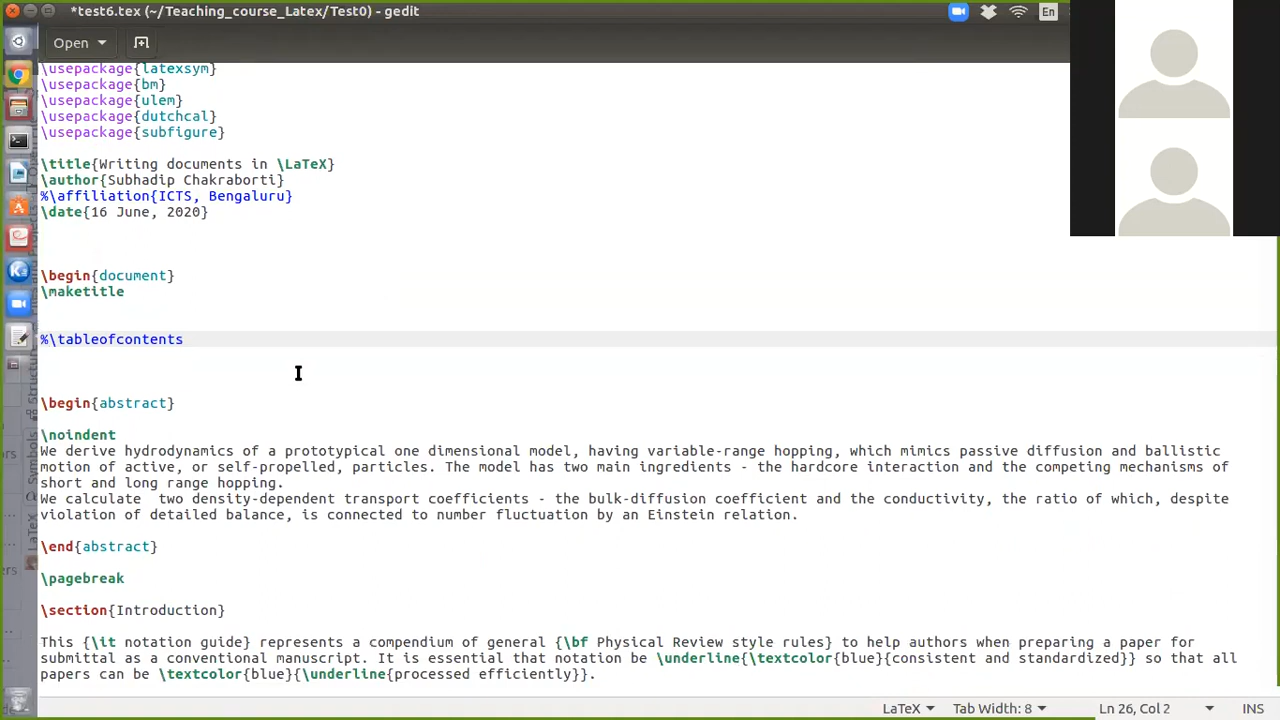 *test6.tex (~/Teaching_course_Latex/Test0) - gedit
En
Open
\usepackage{latexsym}
\usepackage{bm}
\usepackage{ulem}
\usepackage{dutchcal}
\usepackage{subfigure}
\title{Writing documents in \LaTeX}
\author{Subhadip Chakraborti}
%\affiliation{ICTS, Bengaluru}
\date{16 June, 2020}
\begin{document}
\maketitle
%\tableofcontents
\begin{abstract}
\noindent
We derive hydrodynamics of a prototypical one dimensional model, having variable-range hopping, which mimics passive diffusion and ballistic
motion of active, or self-propelled, particles. The model has two main ingredients - the hardcore interaction and the competing mechanisms of
short and long range hopping.
We calculate  two density-dependent transport coefficients - the bulk-diffusion coefficient and the conductivity, the ratio of which, despite
violation of detailed balance, is connected to number fluctuation by an Einstein relation.
\end{abstract}
\pagebreak
\section{Introduction}
This {\it notation guide} represents a compendium of general {\bf Physical Review style rules} to help authors when preparing a paper for
submittal as a conventional manuscript. It is essential that notation be \underline{\textcolor{blue}{consistent and standardized}} so that all
papers can be \textcolor{blue}{\underline{processed efficiently}}.
LaTeX
Tab Width: 8
Ln 26, Col 2
INS